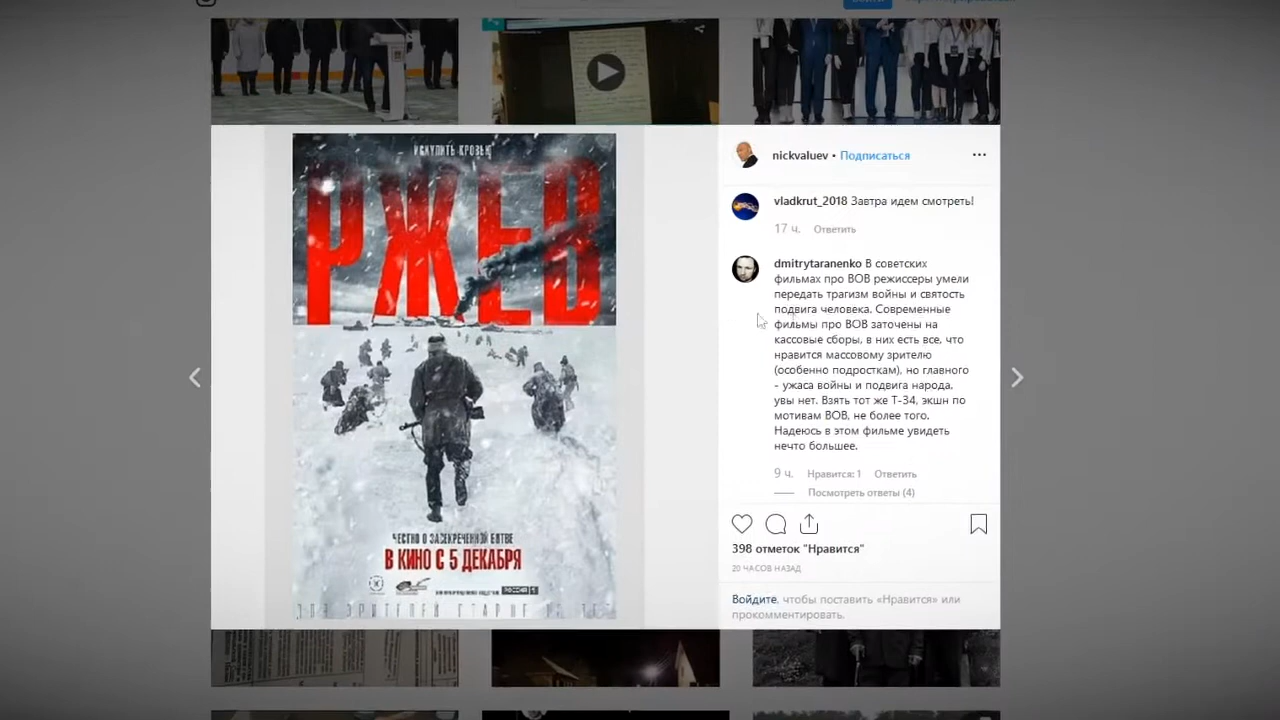 ИСКУПИТЬ КРОВЬЮ
РЖЕВ
ЧЕСТНО О ЗАСЕКРЕЧЕННОЙ БИТВЕ
В КИНО С 5 ДЕКАБРЯ
nickvaluev • Подписаться
vladkrut_2018 Завтра идем смотреть!
17 ч. Ответить
dmitrytaranenko В советских
фильмах про ВОВ режиссеры умели
передать трагизм войны и святость
подвига человека. Современные
фильмы про ВОВ заточены на
кассовые сборы, в них есть все, что
нравится массовому зрителю
(особенно подросткам), но главного
- ужаса войны и подвига народа,
увы нет. Взять тот же Т-34, экшн по
мотивам ВОВ, не более того.
Надеюсь в этом фильме увидеть
нечто большее.
9 ч. Нравится: 1 Ответить
Посмотреть ответы (4)
398 отметок "Нравится"
20 ЧАСОВ НАЗАД
Войдите, чтобы поставить «Нравится» или
прокомментировать.